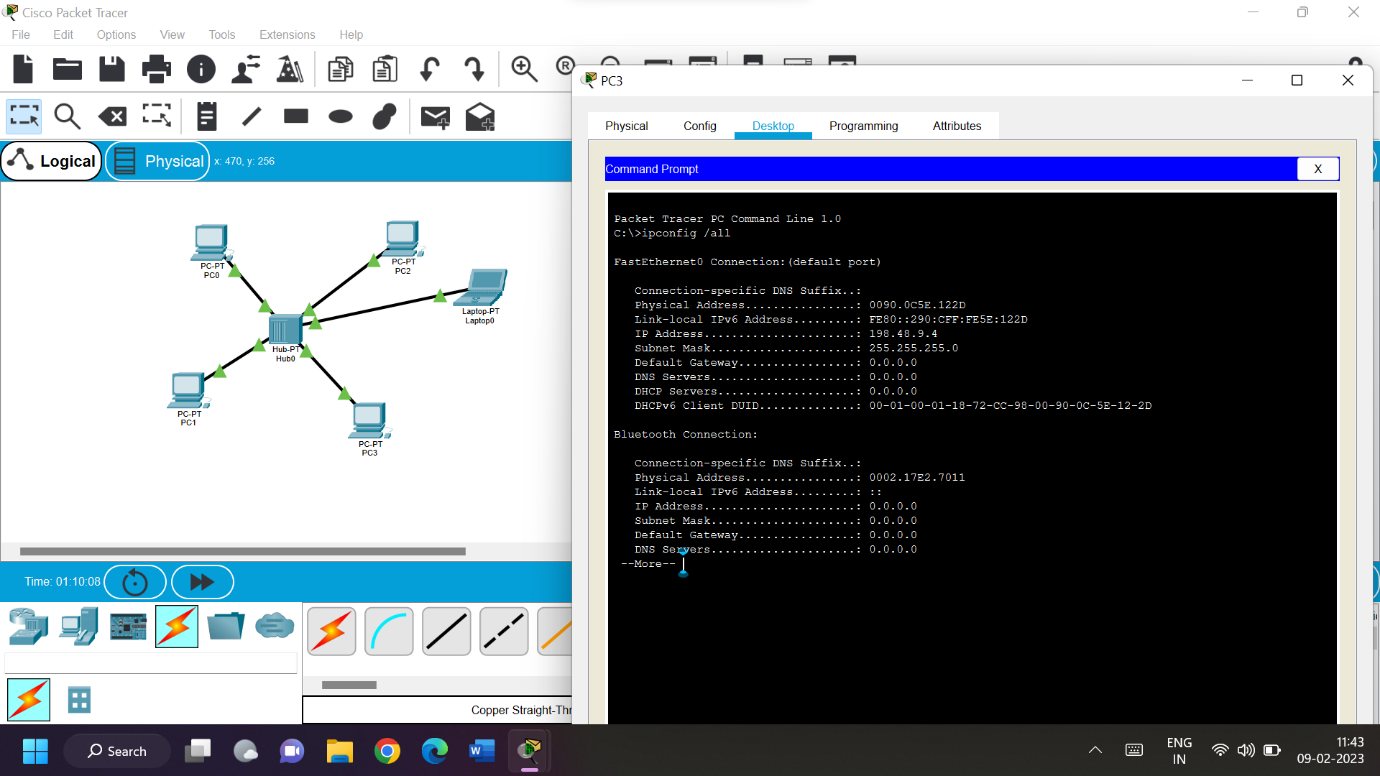 Cisco Packet Tracer
File Edit Options View Tools Extensions Help
R
PC3
Physical Config Desktop Programming Attributes
Logical Physical x: 470, y: 256
Command Prompt
X
Packet Tracer PC Command Line 1.0
C:\>ipconfig /all
FastEthernet0 Connection:(default port)
Connection-specific DNS Suffix..:
Physical Address................: 0090.0C5E.122D
Link-local IPv6 Address.........: FE80::290:CFF:FE5E:122D
IP Address......................: 198.48.9.4
Subnet Mask.....................: 255.255.255.0
Default Gateway.................: 0.0.0.0
DNS Servers.....................: 0.0.0.0
DHCP Servers....................: 0.0.0.0
DHCPv6 Client DUID..............: 00-01-00-01-18-72-CC-98-00-90-0C-5E-12-2D
Bluetooth Connection:
Connection-specific DNS Suffix..:
Physical Address................: 0002.17E2.7011
Link-local IPv6 Address.........: ::
IP Address......................: 0.0.0.0
Subnet Mask.....................: 0.0.0.0
Default Gateway.................: 0.0.0.0
DNS Servers.....................: 0.0.0.0
--More--
PC-PT
PC0
PC-PT
PC2
Laptop-PT
Laptop0
Hub-PT
Hub0
PC-PT
PC1
PC-PT
PC3
Time: 01:10:08
Copper Straight-Thr
Search
ENG
IN
11:43
09-02-2023